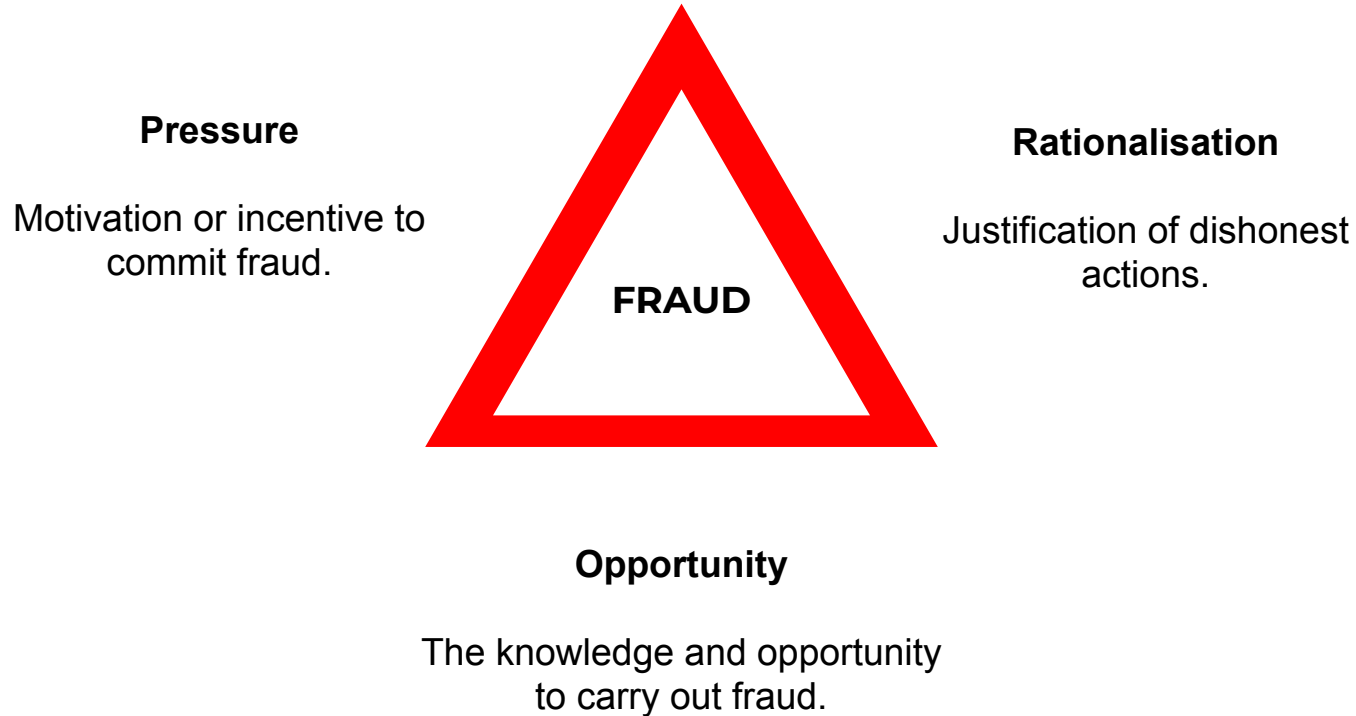 Pressure
Motivation or incentive to
commit fraud.
FRAUD
Rationalisation
Justification of dishonest
actions.
Opportunity
The knowledge and opportunity
to carry out fraud.